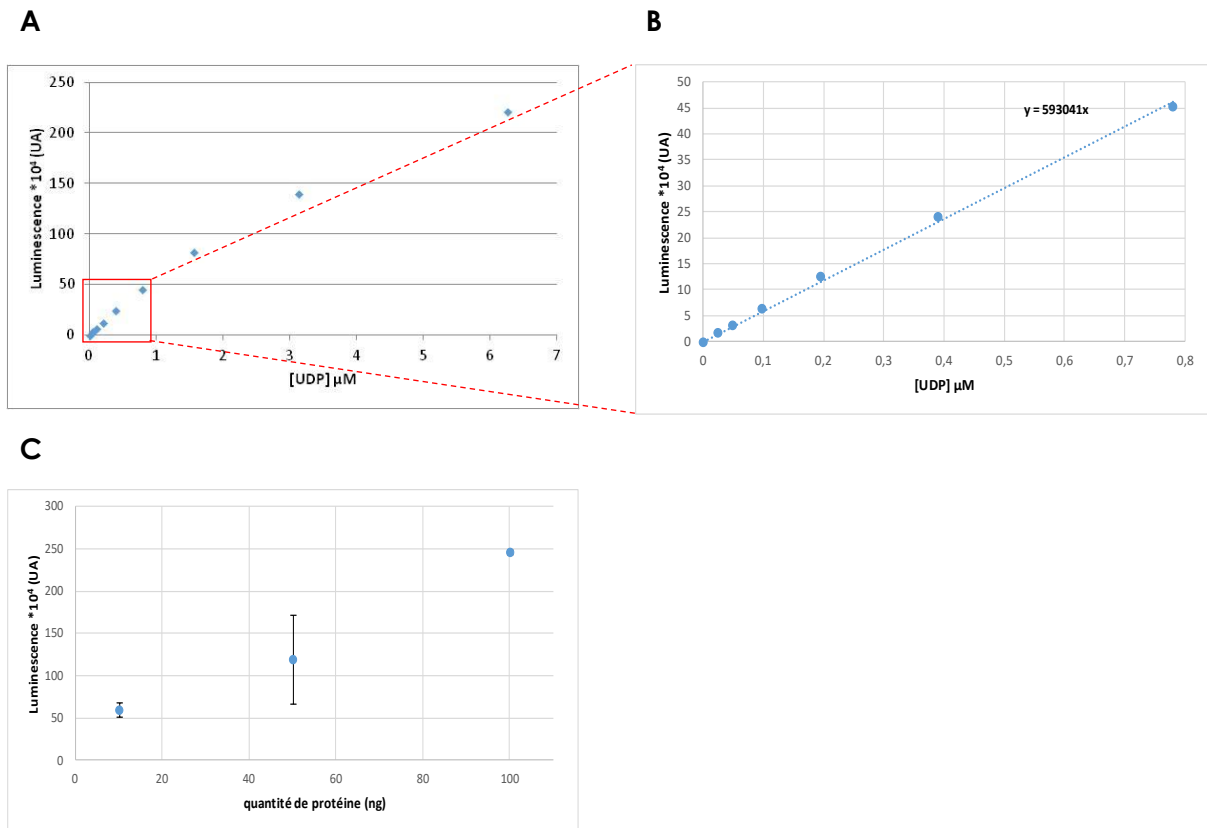 A
Luminescence *10⁴ (UA)
250
200
150
100
50
0
0 1 2 3 4 5 6 7
[UDP] µM
B
Luminescence *10⁴ (UA)
50
45
40
35
30
25
20
15
10
5
0
y = 593041x
0 0,1 0,2 0,3 0,4 0,5 0,6 0,7 0,8
[UDP] µM
C
Luminescence *10⁴ (UA)
300
250
200
150
100
50
0
0 20 40 60 80 100
quantité de protéine (ng)